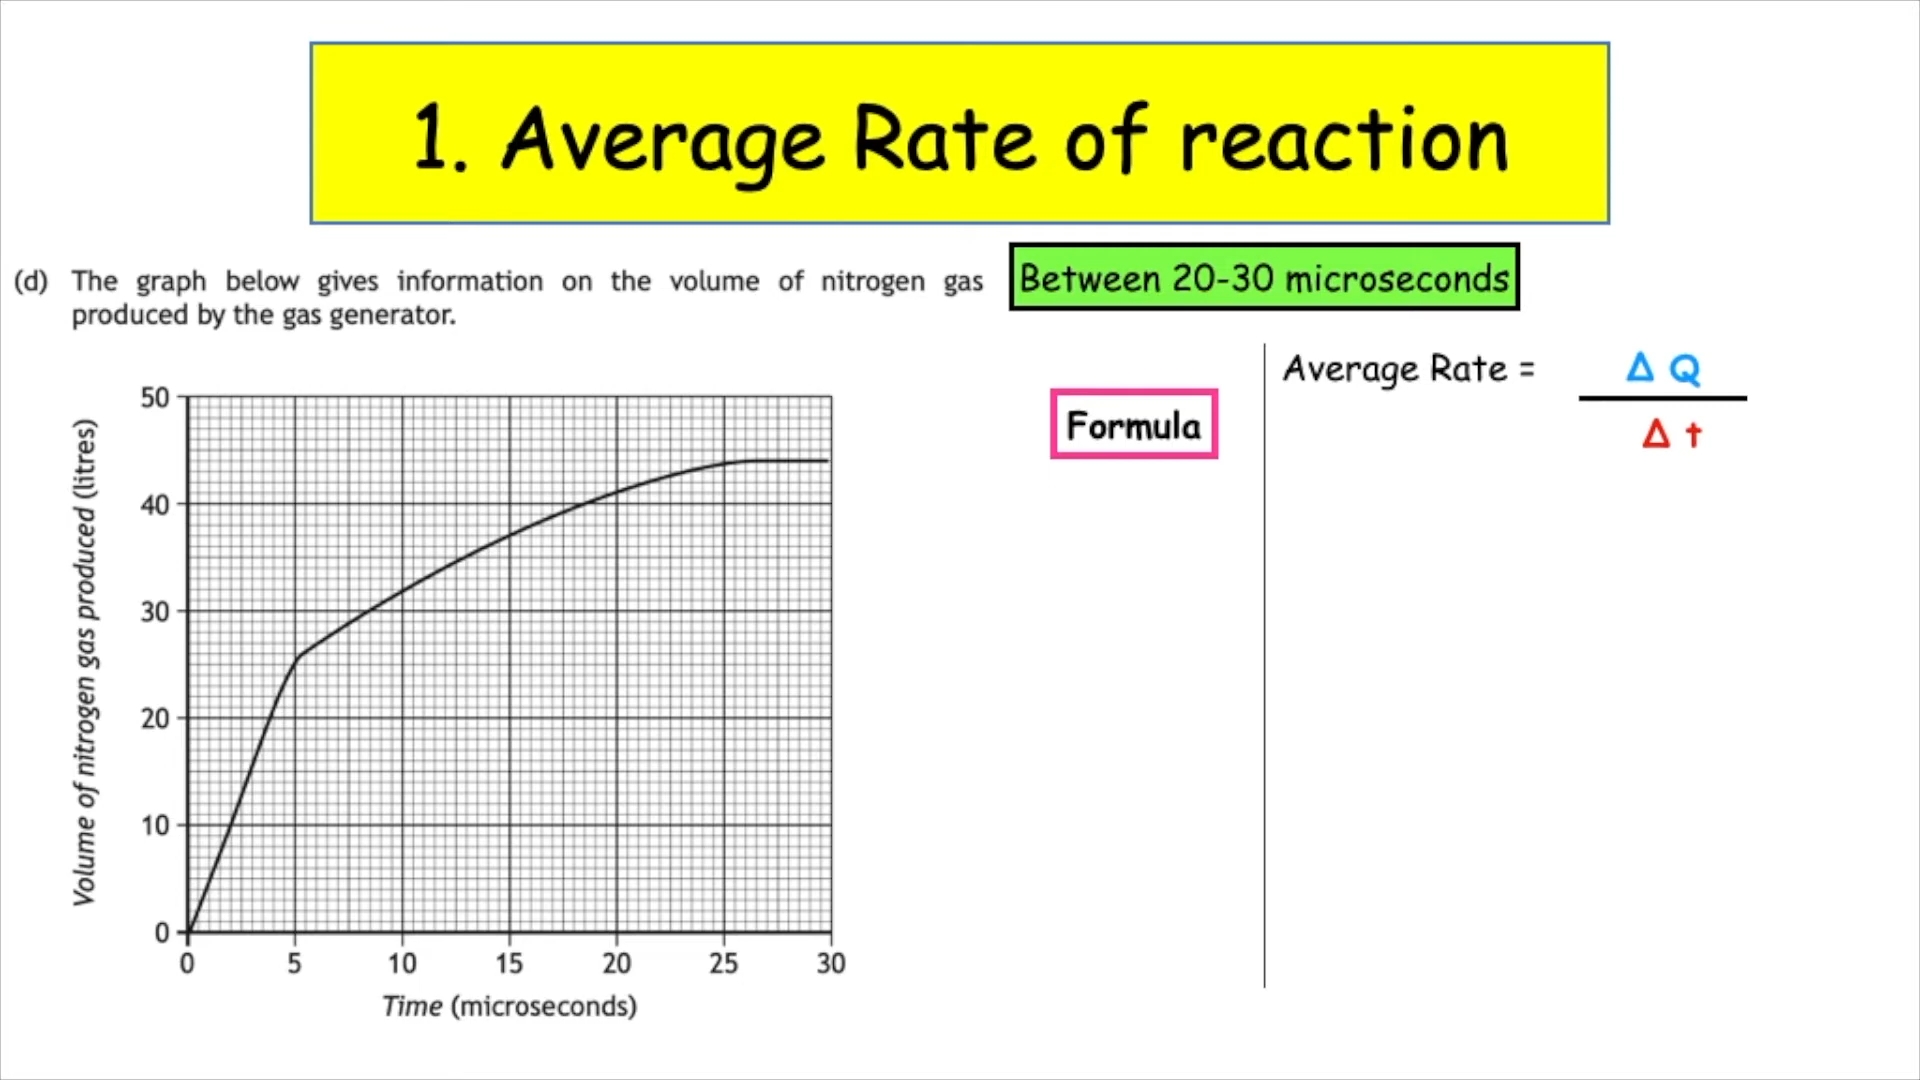 1. Average Rate of reaction
(d) The graph below gives information on the volume of nitrogen gas
produced by the gas generator.
Between 20-30 microseconds
Volume of nitrogen gas produced (litres)
50
40
30
20
10
0
0 5 10 15 20 25 30
Time (microseconds)
Formula
Average Rate = Δ Q
Δ t